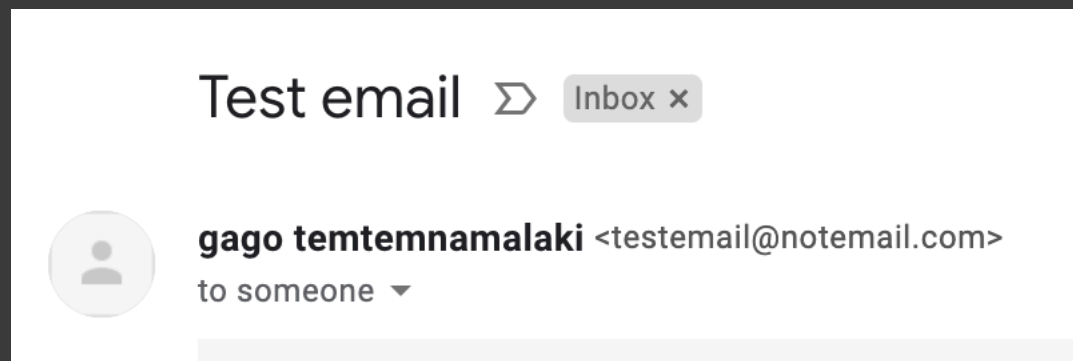 Test email Inbox ×
gago temtemnamalaki <testemail@notemail.com>
to someone